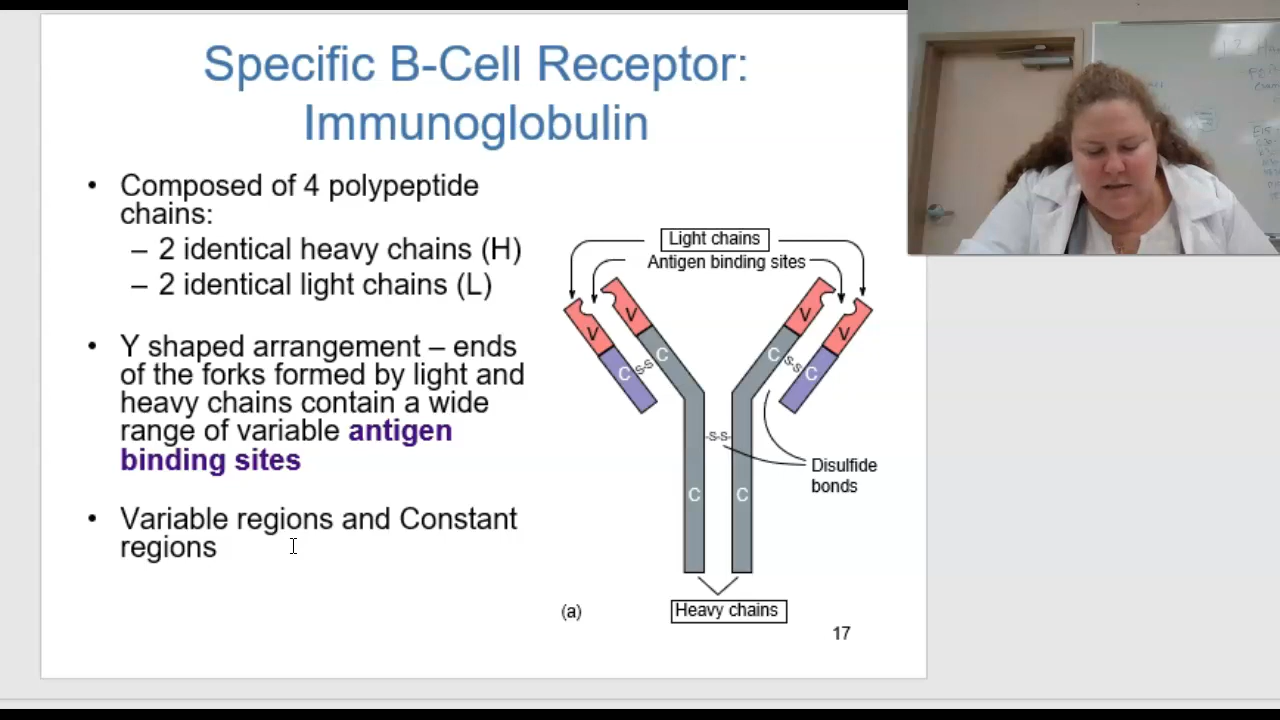 Specific B-Cell Receptor:
Immunoglobulin
• Composed of 4 polypeptide
chains:
– 2 identical heavy chains (H)
– 2 identical light chains (L)
• Y shaped arrangement – ends
of the forks formed by light and
heavy chains contain a wide
range of variable antigen
binding sites
• Variable regions and Constant
regions
Light chains
Antigen binding sites
V V V V
C C C C
S-S S-S
-S-S-
Disulfide
bonds
C C
Heavy chains
(a)
17